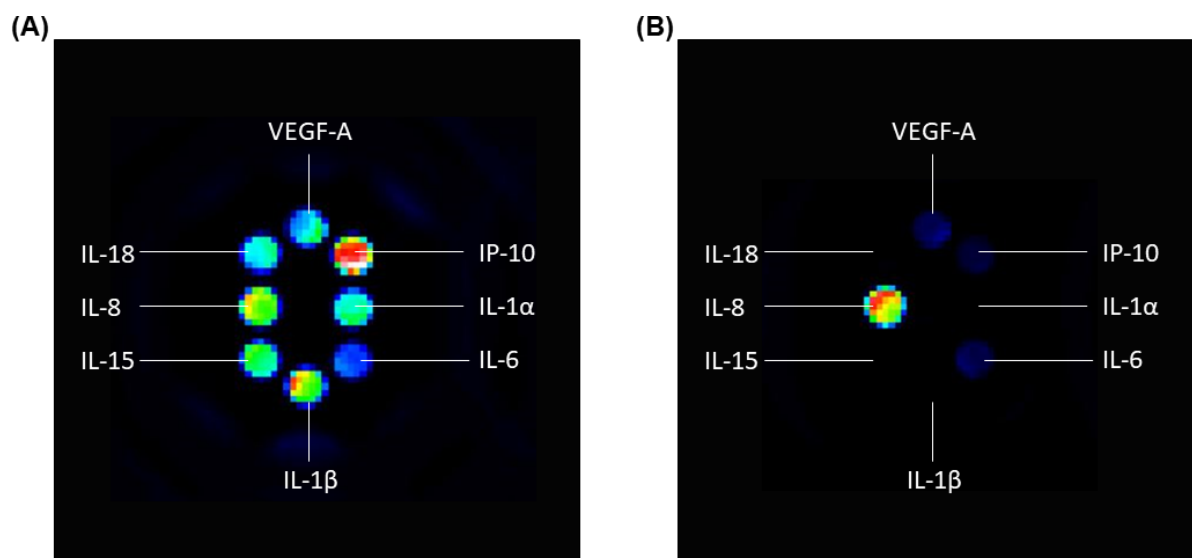 (A)
VEGF-A
IL-18
IP-10
IL-8
IL-1α
IL-15
IL-6
IL-1β
(B)
VEGF-A
IL-18
IP-10
IL-8
IL-1α
IL-15
IL-6
IL-1β